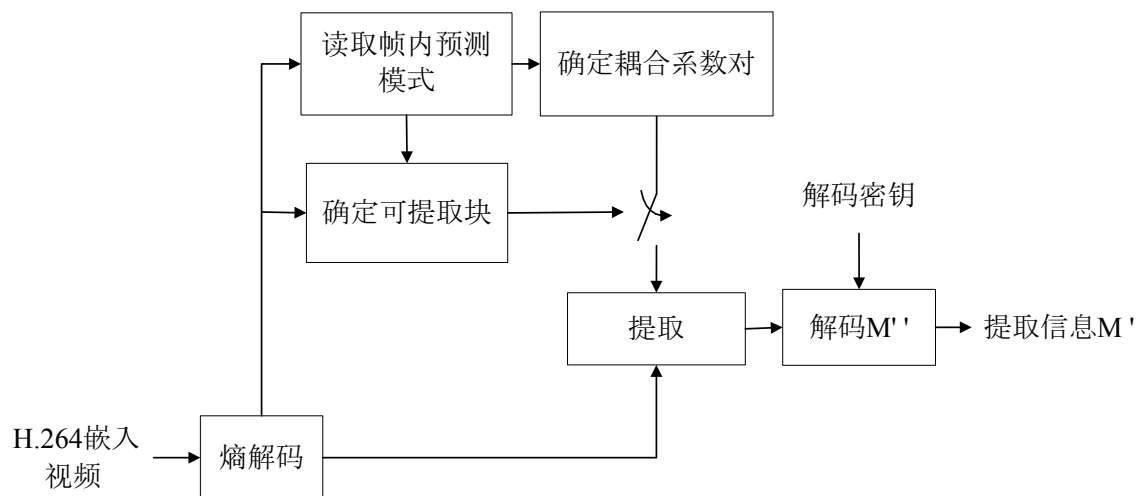 读取帧内预测
模式
确定耦合系数对
确定可提取块
解码密钥
提取
解码M' '
提取信息M '
H.264嵌入
视频
熵解码